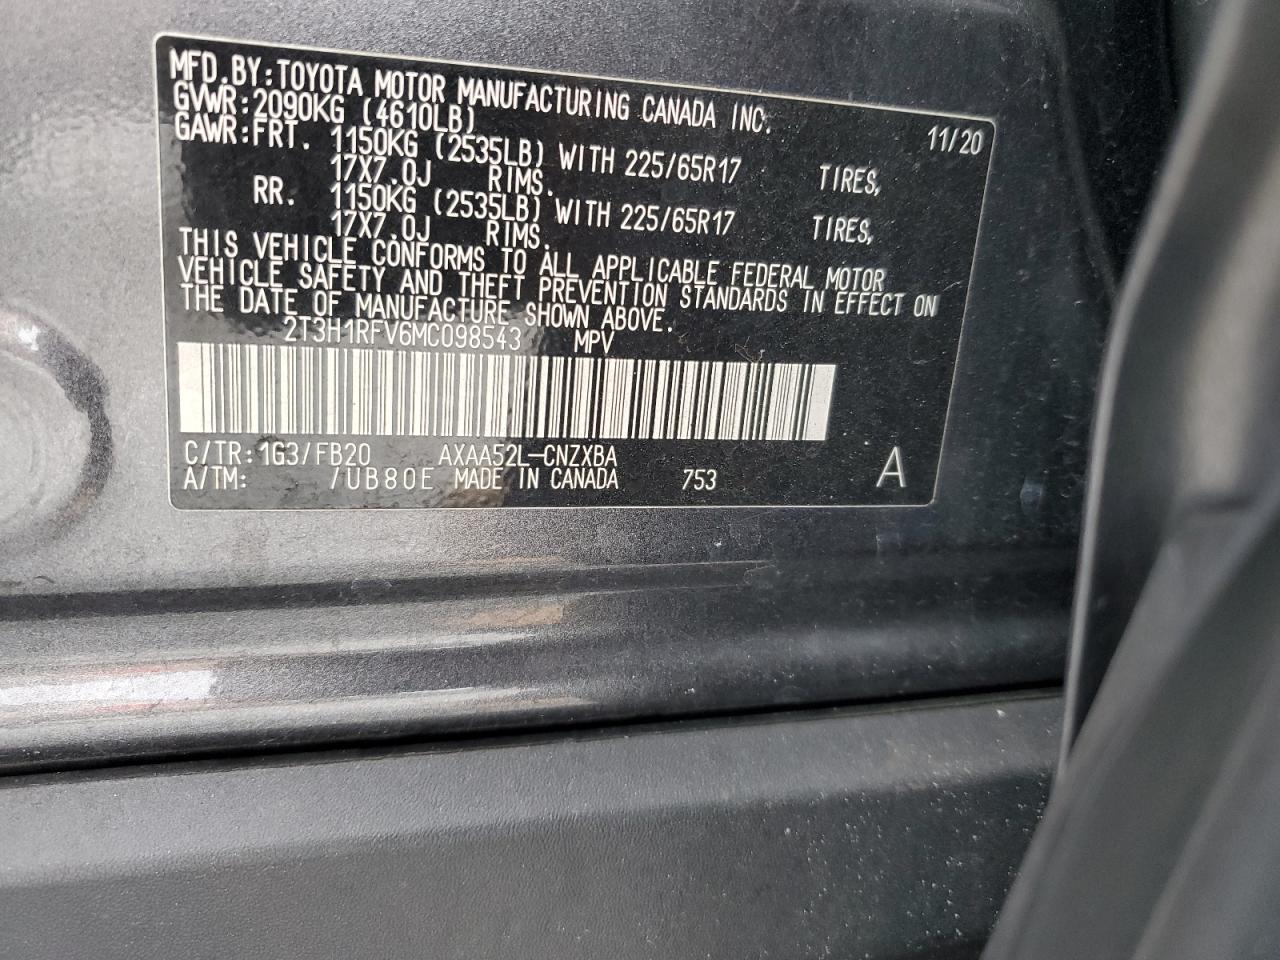 MFD.BY:TOYOTA MOTOR MANUFACTURING CANADA INC. 11/20
GVWR:2090KG (4610LB)
GAWR:FRT. 1150KG (2535LB) WITH 225/65R17 TIRES,
17X7.0J RIMS.
RR. 1150KG (2535LB) WITH 225/65R17 TIRES,
17X7.0J RIMS.
THIS VEHICLE CONFORMS TO ALL APPLICABLE FEDERAL MOTOR
VEHICLE SAFETY AND THEFT PREVENTION STANDARDS IN EFFECT ON
THE DATE OF MANUFACTURE SHOWN ABOVE.
2T3H1RFV6MC098543 MPV
C/TR:1G3/FB20 AXAA52L-CNZXBA
A/TM: /UB80E MADE IN CANADA 753 A